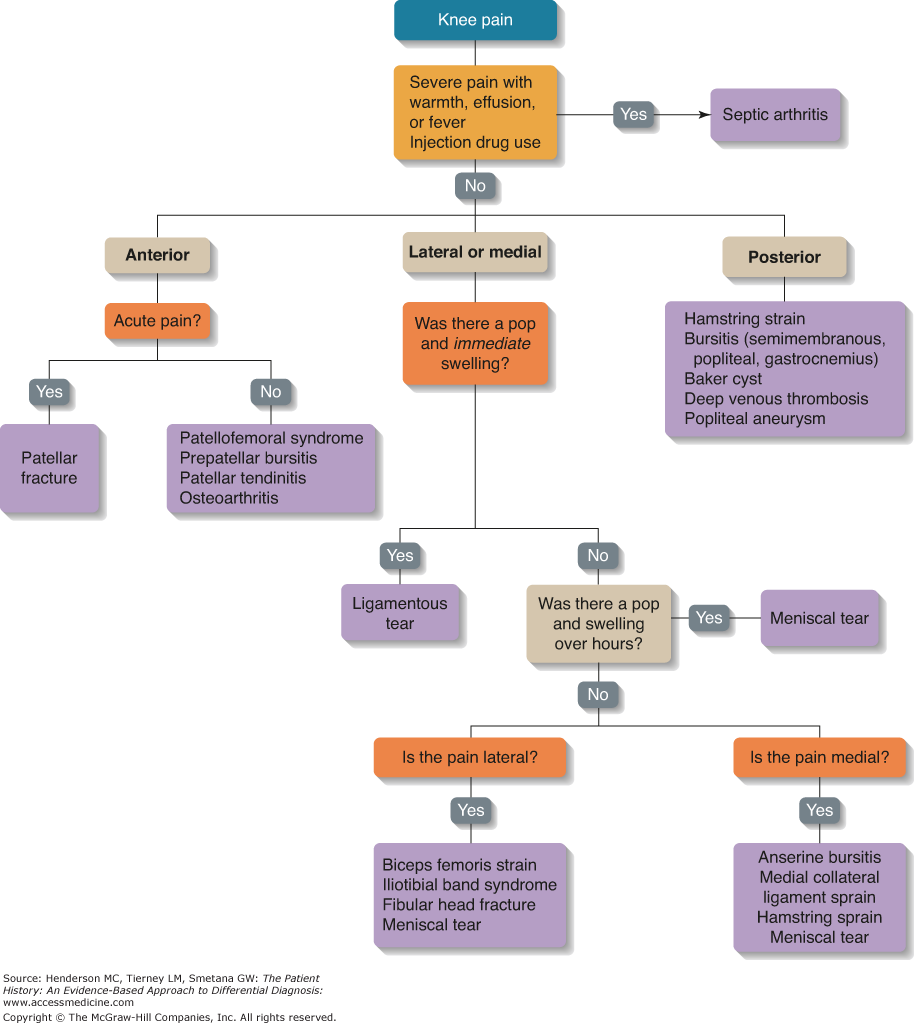 Knee pain
Severe pain with
warmth, effusion,
or fever
Injection drug use
Yes
Septic arthritis
No
Anterior
Lateral or medial
Posterior
Acute pain?
Was there a pop
and immediate
swelling?
Hamstring strain
Bursitis (semimembranous,
popliteal, gastrocnemius)
Baker cyst
Deep venous thrombosis
Popliteal aneurysm
Yes
No
Patellar
fracture
Patellofemoral syndrome
Prepatellar bursitis
Patellar tendinitis
Osteoarthritis
Yes
No
Ligamentous
tear
Was there a pop
and swelling
over hours?
Yes
Meniscal tear
No
Is the pain lateral?
Is the pain medial?
Yes
Yes
Biceps femoris strain
Iliotibial band syndrome
Fibular head fracture
Meniscal tear
Anserine bursitis
Medial collateral
ligament sprain
Hamstring sprain
Meniscal tear
Source: Henderson MC, Tierney LM, Smetana GW: The Patient
History: An Evidence-Based Approach to Differential Diagnosis:
www.accessmedicine.com
Copyright © The McGraw-Hill Companies, Inc. All rights reserved.